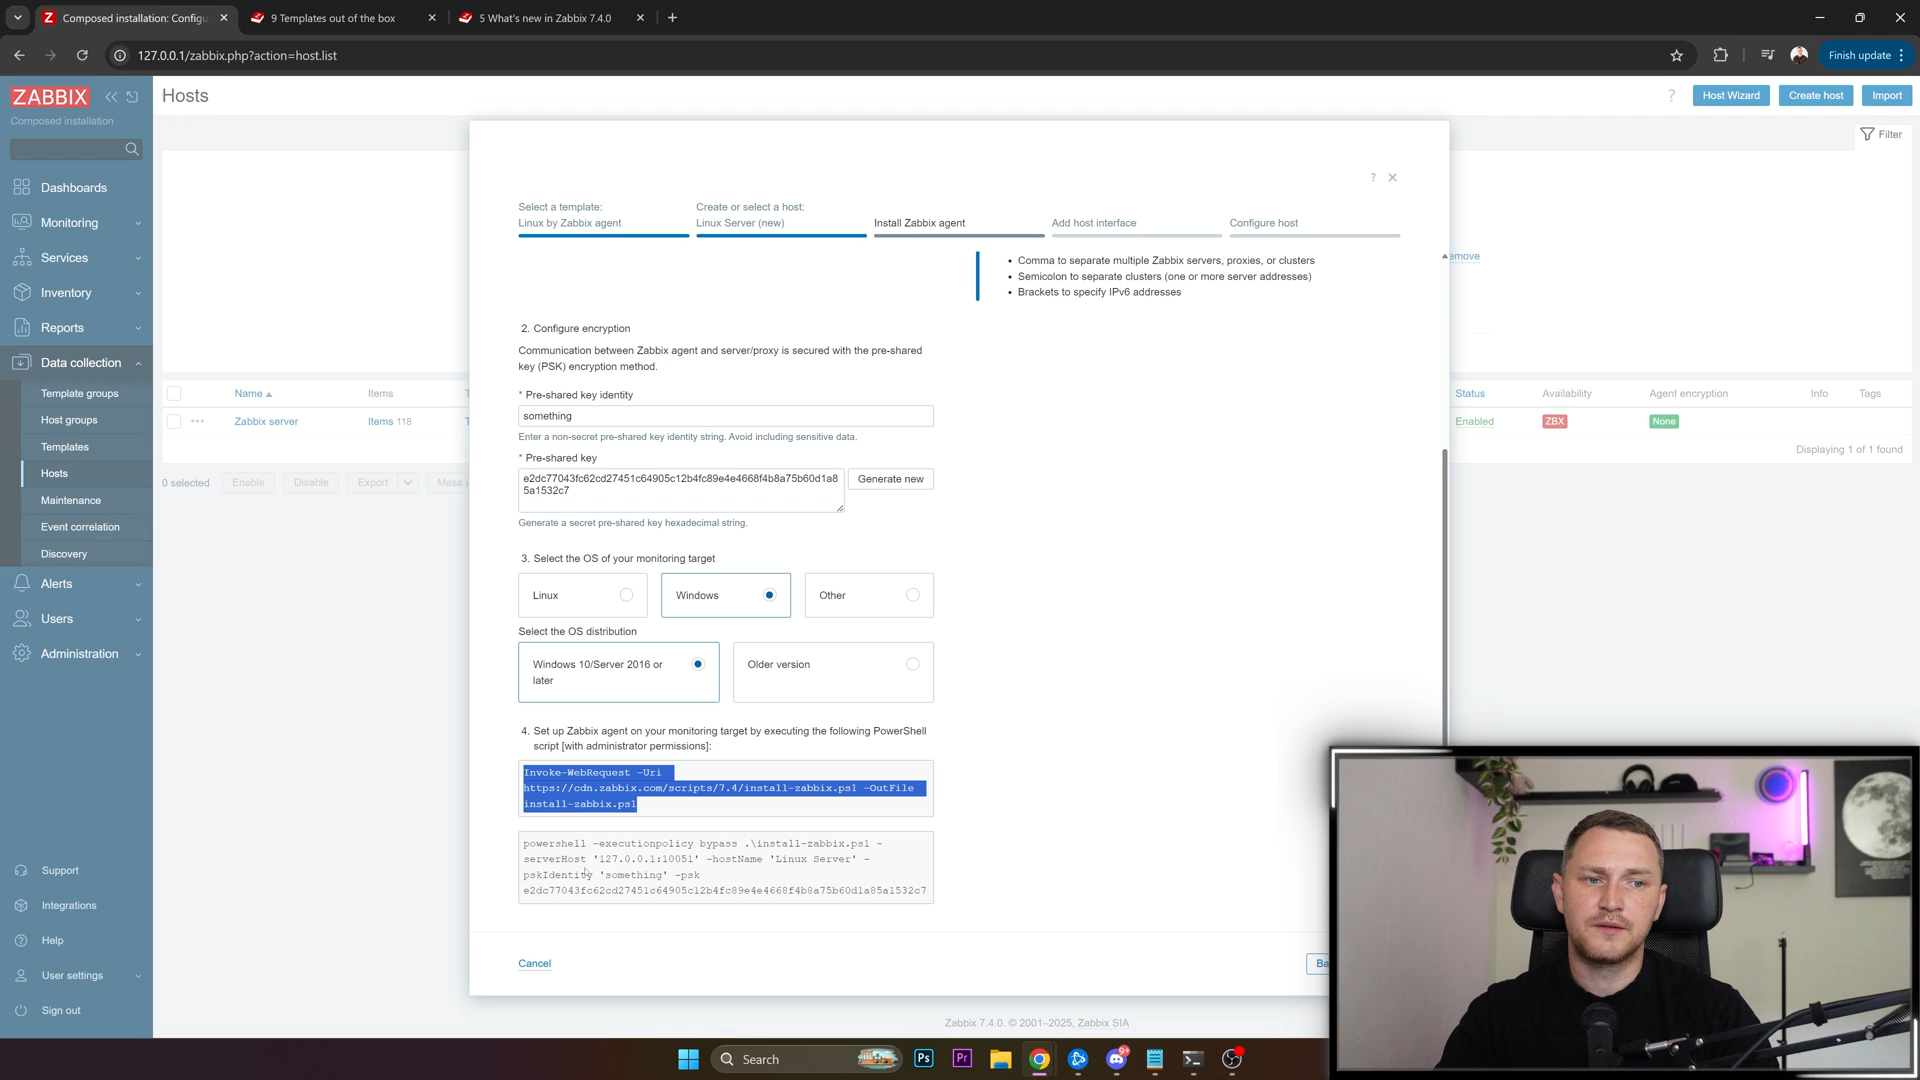 Composed installation: Configu
9 Templates out of the box
5 What's new in Zabbix 7.4.0
127.0.0.1/zabbix.php?action=host.list
Finish update
ZABBIX
Composed installation
Dashboards
Monitoring
Services
Inventory
Reports
Data collection
Template groups
Host groups
Templates
Hosts
Maintenance
Event correlation
Discovery
Alerts
Users
Administration
Support
Integrations
Help
User settings
Sign out
Hosts
?
Host Wizard
Create host
Import
Filter
emove
Name
Items
T
Status
Availability
Agent encryption
Info
Tags
Zabbix server
Items 118
T
Enabled
ZBX
None
Displaying 1 of 1 found
0 selected
Enable
Disable
Export
Mass u
?
Select a template:
Linux by Zabbix agent
Create or select a host:
Linux Server (new)
Install Zabbix agent
Add host interface
Configure host
• Comma to separate multiple Zabbix servers, proxies, or clusters
• Semicolon to separate clusters (one or more server addresses)
• Brackets to specify IPv6 addresses
2. Configure encryption
Communication between Zabbix agent and server/proxy is secured with the pre-shared
key (PSK) encryption method.
* Pre-shared key identity
something
Enter a non-secret pre-shared key identity string. Avoid including sensitive data.
* Pre-shared key
e2dc77043fc62cd27451c64905c12b4fc89e4e4668f4b8a75b60d1a8
5a1532c7
Generate new
Generate a secret pre-shared key hexadecimal string.
3. Select the OS of your monitoring target
Linux
Windows
Other
Select the OS distribution
Windows 10/Server 2016 or
later
Older version
4. Set up Zabbix agent on your monitoring target by executing the following PowerShell
script [with administrator permissions]:
Invoke-WebRequest -Uri
https://cdn.zabbix.com/scripts/7.4/install-zabbix.ps1 -OutFile
install-zabbix.ps1
powershell -executionpolicy bypass .\install-zabbix.ps1 -
serverHost '127.0.0.1:10051' -hostName 'Linux Server' -
pskIdentity 'something' -psk
e2dc77043fc62cd27451c64905c12b4fc89e4e4668f4b8a75b60d1a85a1532c7
Cancel
Ba
Zabbix 7.4.0. © 2001–2025, Zabbix SIA
Search
Ps
Pr
9+